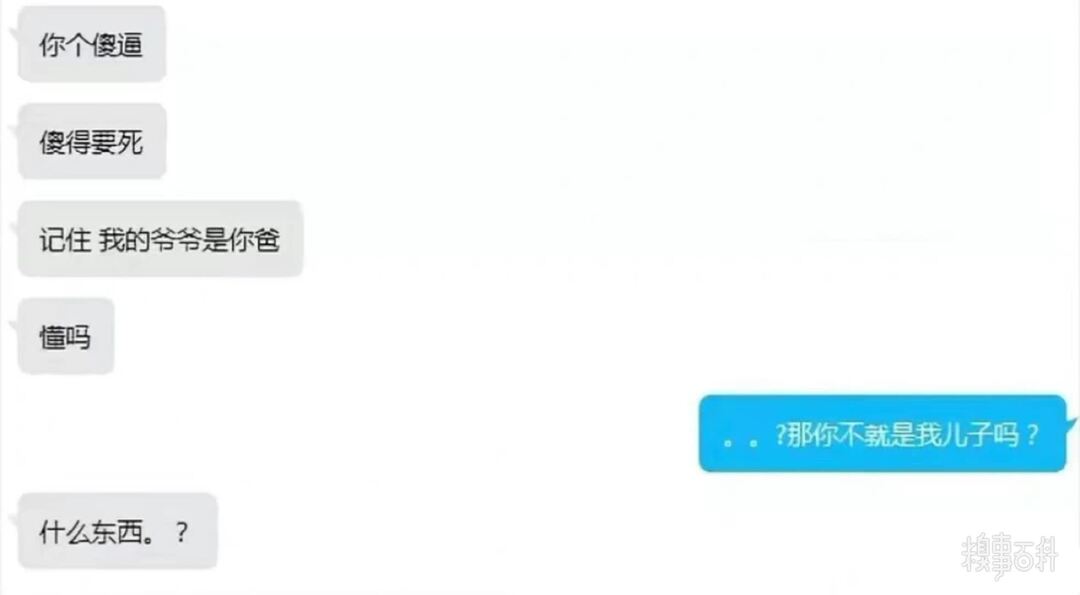 你个傻逼
傻得要死
记住 我的爷爷是你爸
懂吗
。。?那你不就是我儿子吗？
什么东西。？
糗事百科